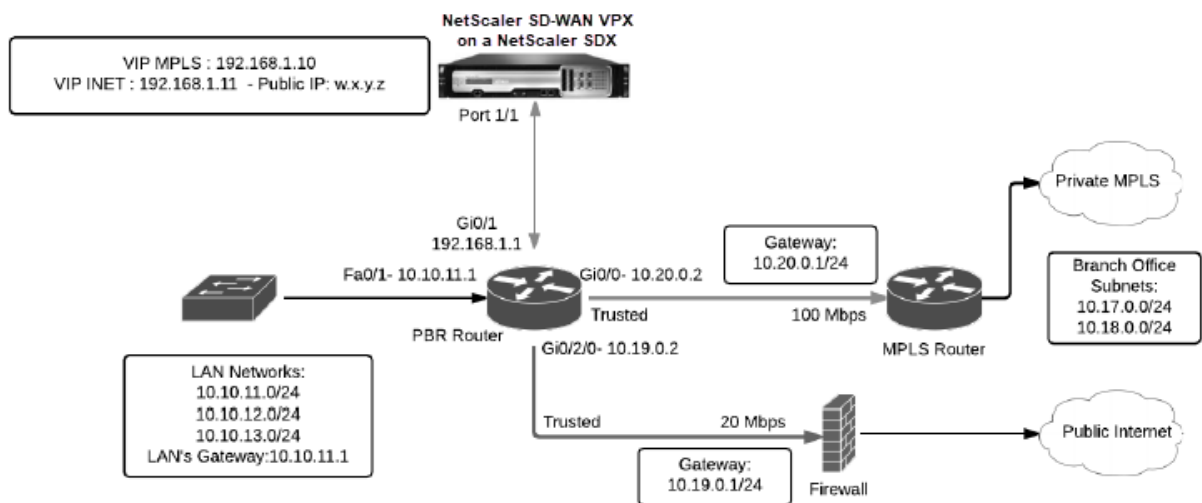 NetScaler SD-WAN VPX
on a NetScaler SDX
VIP MPLS : 192.168.1.10
VIP INET : 192.168.1.11 - Public IP: w.x.y.z
Port 1/1
Private MPLS
Gi0/1
192.168.1.1
Gateway:
10.20.0.1/24
Fa0/1- 10.10.11.1
Gi0/0- 10.20.0.2
Branch Office
Subnets:
10.17.0.0/24
10.18.0.0/24
Trusted
100 Mbps
PBR Router
MPLS Router
Gi0/2/0- 10.19.0.2
LAN Networks:
10.10.11.0/24
10.10.12.0/24
10.10.13.0/24
LAN's Gateway:10.10.11.1
Trusted
20 Mbps
Public Internet
Gateway:
10.19.0.1/24
Firewall